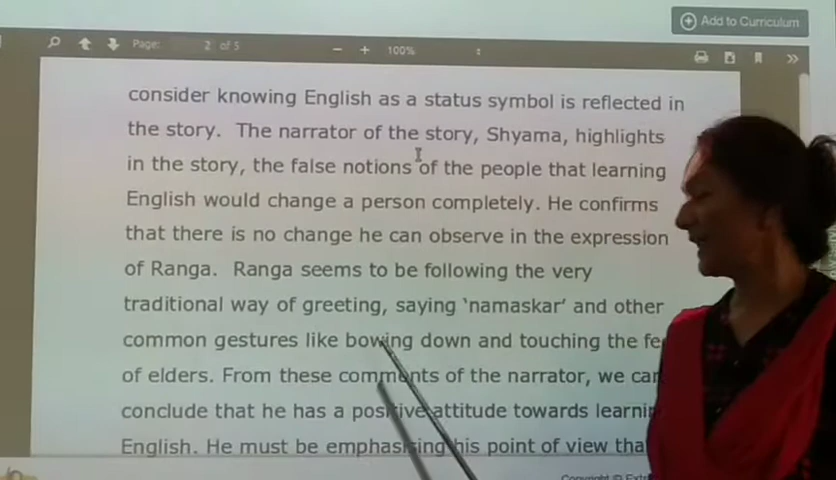 Add to Curriculum
Page: 2 of 5 − + 100%
consider knowing English as a status symbol is reflected in
the story. The narrator of the story, Shyama, highlights
in the story, the false notions of the people that learning
English would change a person completely. He confirms
that there is no change he can observe in the expression
of Ranga. Ranga seems to be following the very
traditional way of greeting, saying ‘namaskar’ and other
common gestures like bowing down and touching the fe
of elders. From these comments of the narrator, we can
conclude that he has a positive attitude towards learnin
English. He must be emphasising his point of view tha
Copyright ©